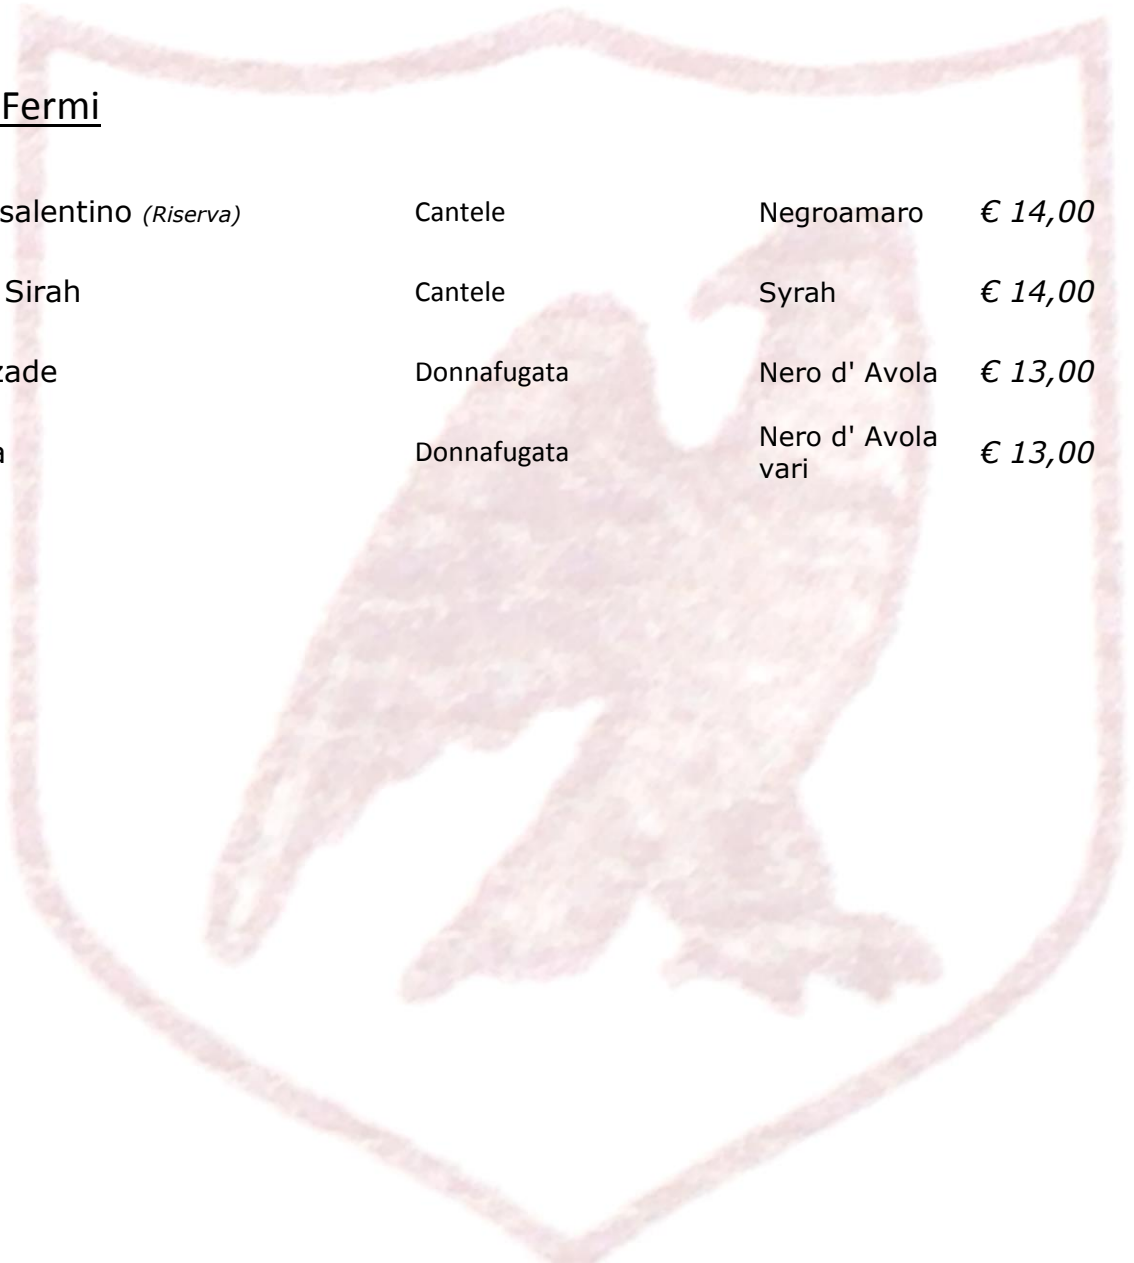 Fermi
salentino (Riserva) Cantele Negroamaro € 14,00
Sirah Cantele Syrah € 14,00
zade Donnafugata Nero d' Avola € 13,00
a Donnafugata Nero d' Avola vari € 13,00